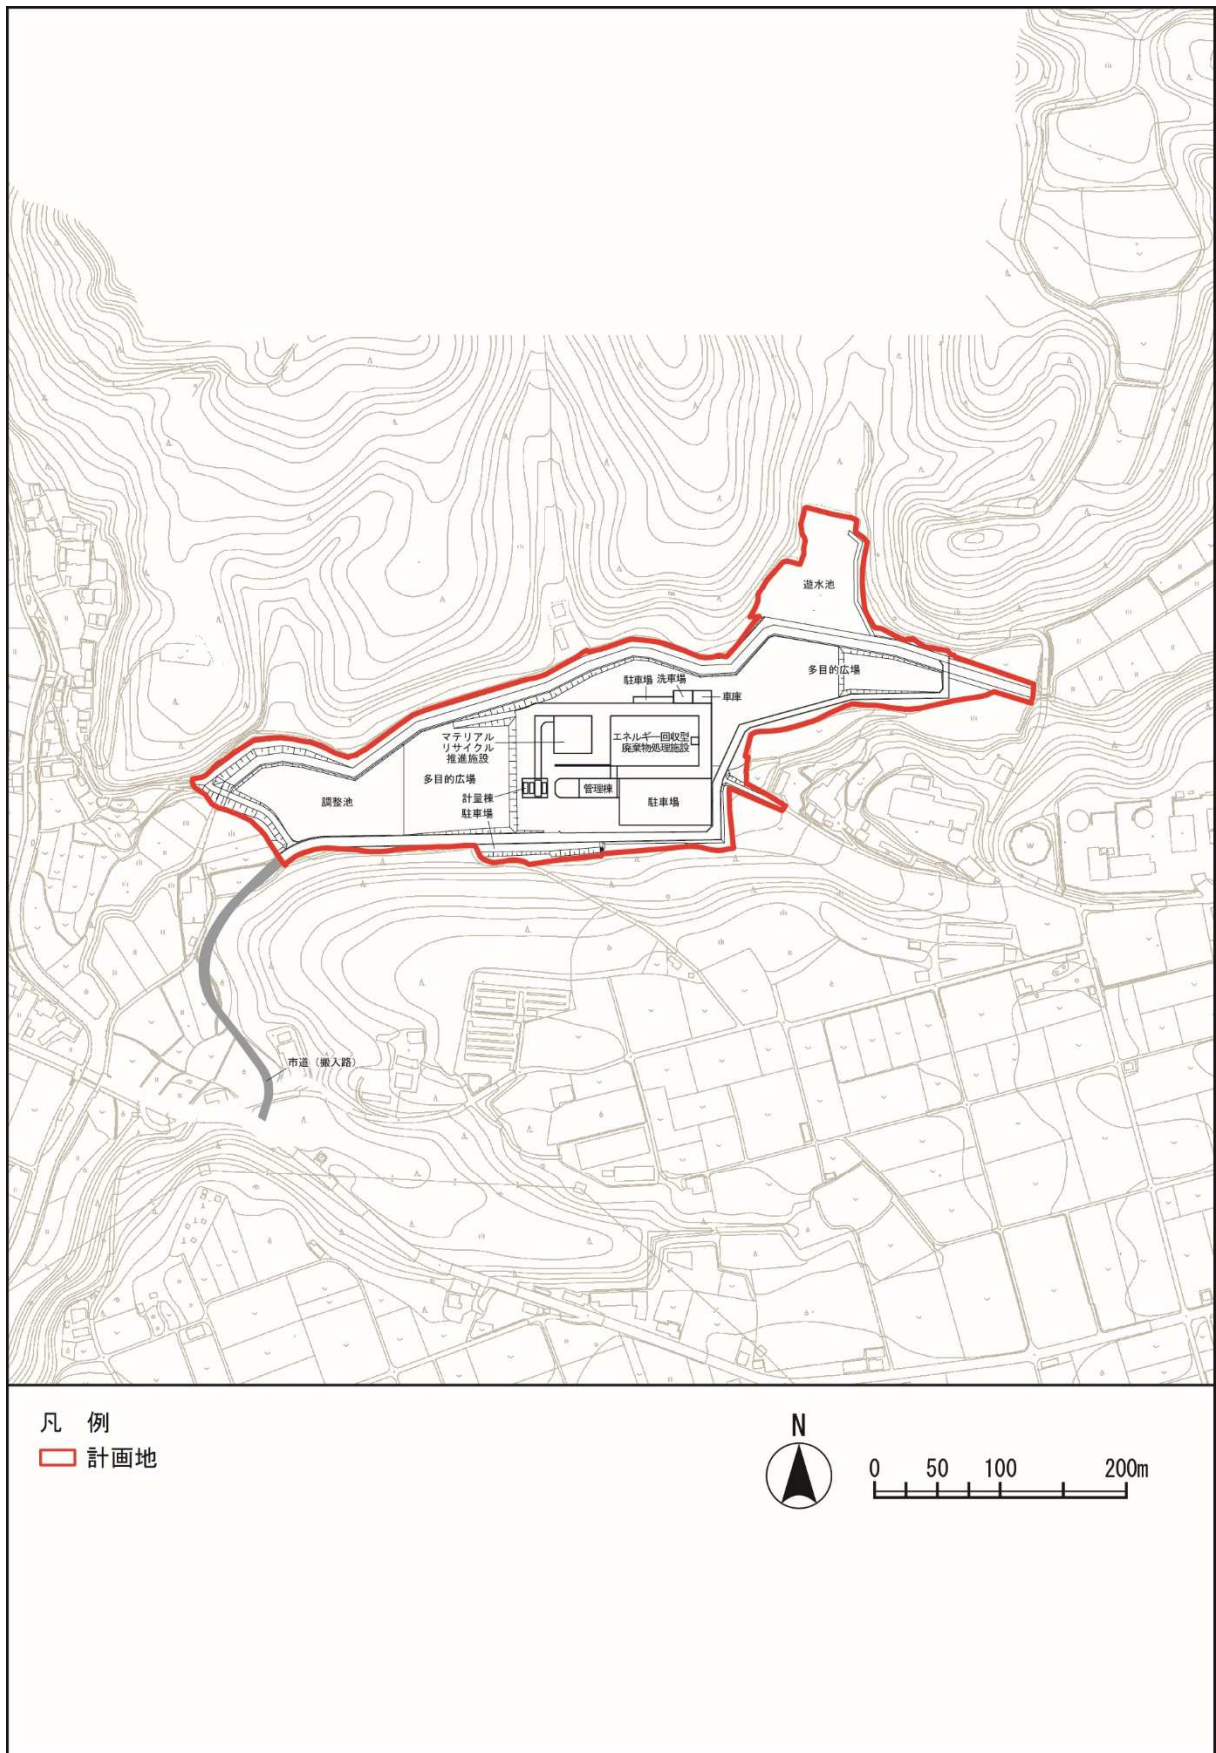 遊水池
多目的広場
駐車場
洗車場
車庫
マテリアル
リサイクル
推進施設
エネルギー回収型
廃棄物処理施設
多目的広場
計量棟
駐車場
管理棟
駐車場
調整池
市道（搬入路）
凡 例
計画地
N
0 50 100 200m